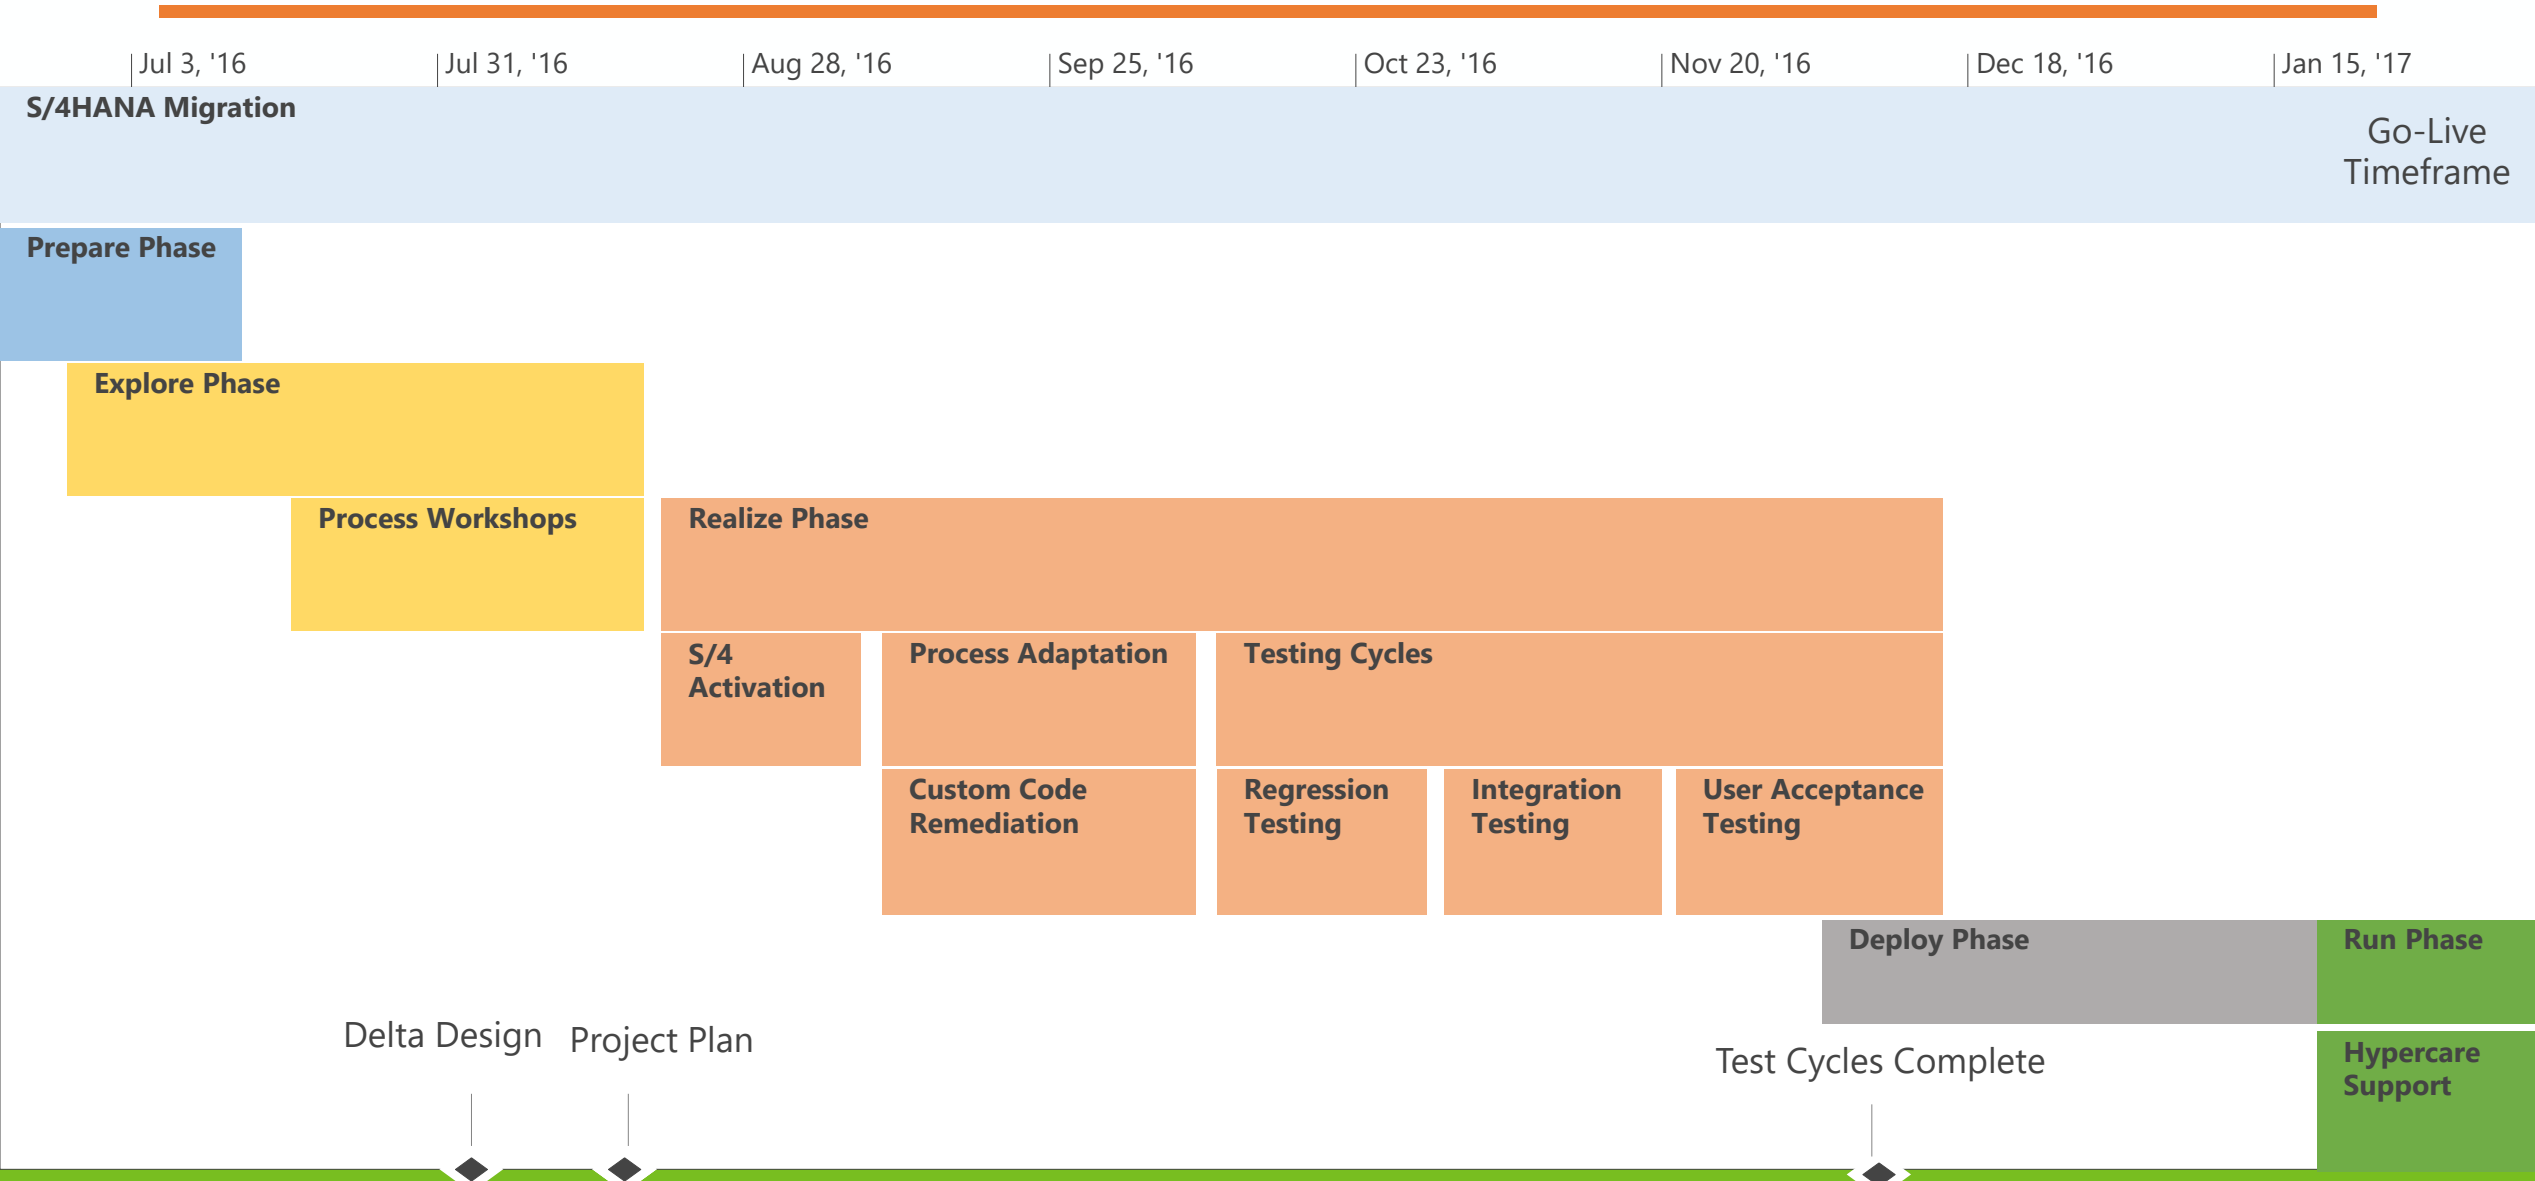 Jul 3, '16
Jul 31, '16
Aug 28, '16
Sep 25, '16
Oct 23, '16
Nov 20, '16
Dec 18, '16
Jan 15, '17
S/4HANA Migration
Go-Live
Timeframe
Prepare Phase
Explore Phase
Process Workshops
Realize Phase
S/4
Activation
Process Adaptation
Testing Cycles
Custom Code
Remediation
Regression
Testing
Integration
Testing
User Acceptance
Testing
Deploy Phase
Run Phase
Delta Design
Project Plan
Test Cycles Complete
Hypercare
Support